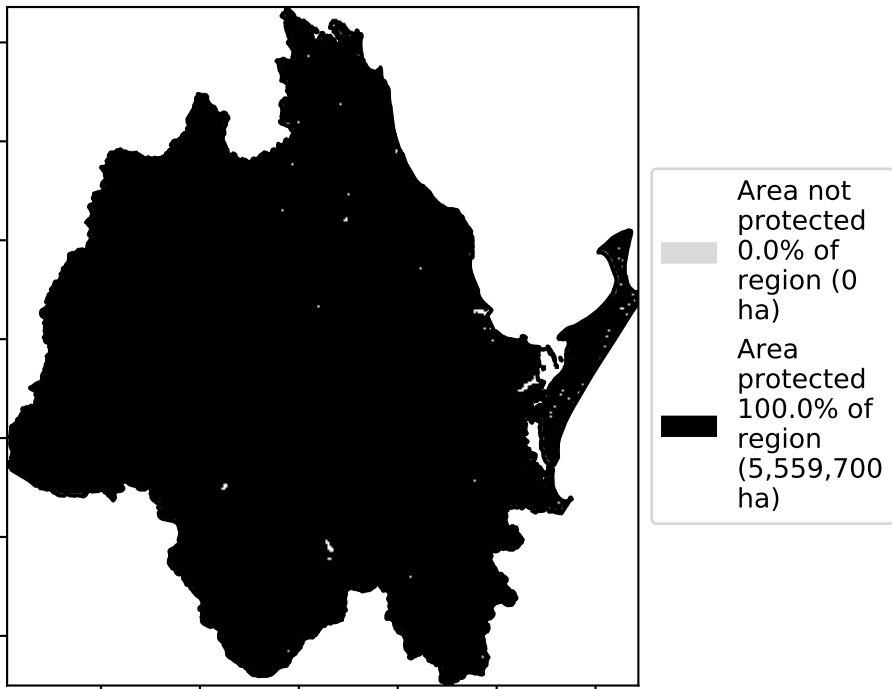 Area not
protected
0.0% of
region (0
ha)
Area
protected
100.0% of
region
(5,559,700
ha)